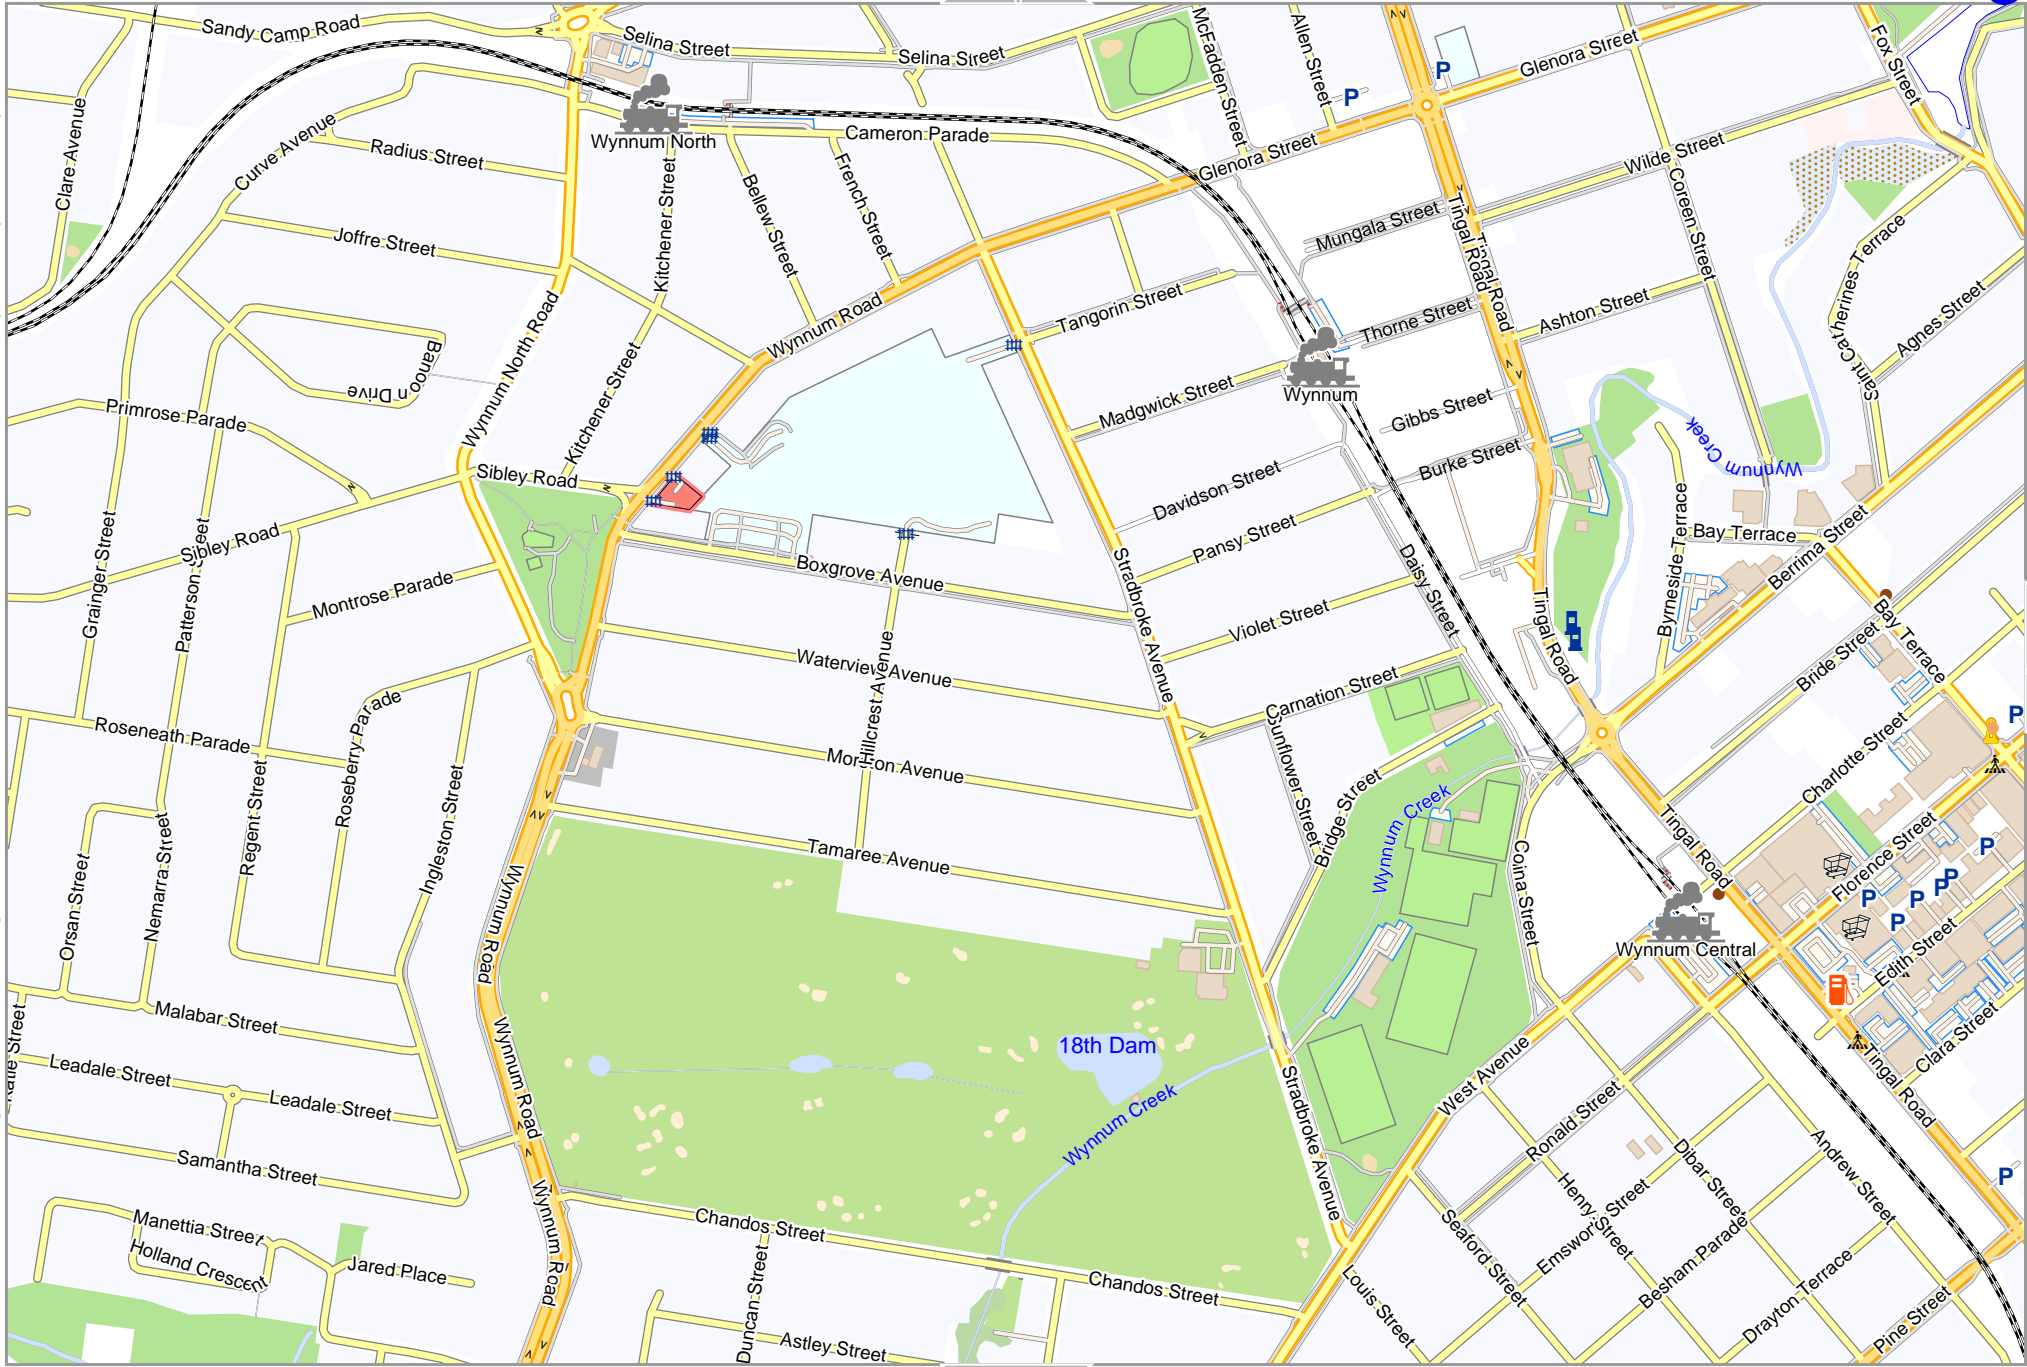 Sandy Camp Road
Selina Street
Selina Street
McFadden Street
Allen Street
Glenora Street
Fox Street
P
P
Clare Avenue
Curve Avenue
Radius Street
Wynnum North
Cameron Parade
Kitchener Street
Bellew Street
French Street
Glenora Street
Wilde Street
Coreen Street
Joffre Street
Mungala Street
Tingal Road
Tingal Road
Saint Catherines Terrace
Agnes Street
Wynnum North Road
Wynnum Road
Tangorin Street
Thorne Street
Ashton Street
Banoon Drive
Kitchener Street
Wynnum
Madgwick Street
Gibbs Street
Primrose Parade
Wynnum Creek
Burke Street
Sibley Road
Sibley Road
Davidson Street
Pansy Street
Grainger Street
Patterson Street
Byrneside Terrace
Bay Terrace
Berrima Street
Boxgrove Avenue
Stradbroke Avenue
Daisy Street
Montrose Parade
Violet Street
Tingal Road
Bay Terrace
Bride Street
Waterview Avenue
Hillcrest Avenue
Carnation Street
Roseneath Parade
Roseberry Parade
Sunflower Street
P
Moreton Avenue
Charlotte Street
Regent Street
Ingleston Street
Bridge Street
Wynnum Creek
Tingal Road
Coina Street
Florence Street
Orsan Street
Nemarra Street
Tamaree Avenue
P
P
P
P
P
P
Wynnum Road
Wynnum Central
Edith Street
Malabar Street
Wynnum Road
18th Dam
Clara Street
Leadale Street
Leadale Street
Wynnum Creek
Stradbroke Avenue
West Avenue
Ronald Street
Tingal Road
Samantha Street
Dibar Street
Andrew Street
P
Henry Street
Emsworth Street
Seaford Street
Besham Parade
Wynnum Road
Manettia Street
Holland Crescent
Jared Place
Chandos Street
Chandos Street
Duncan Street
Astley Street
Louis Street
Drayton Terrace
Pine Street